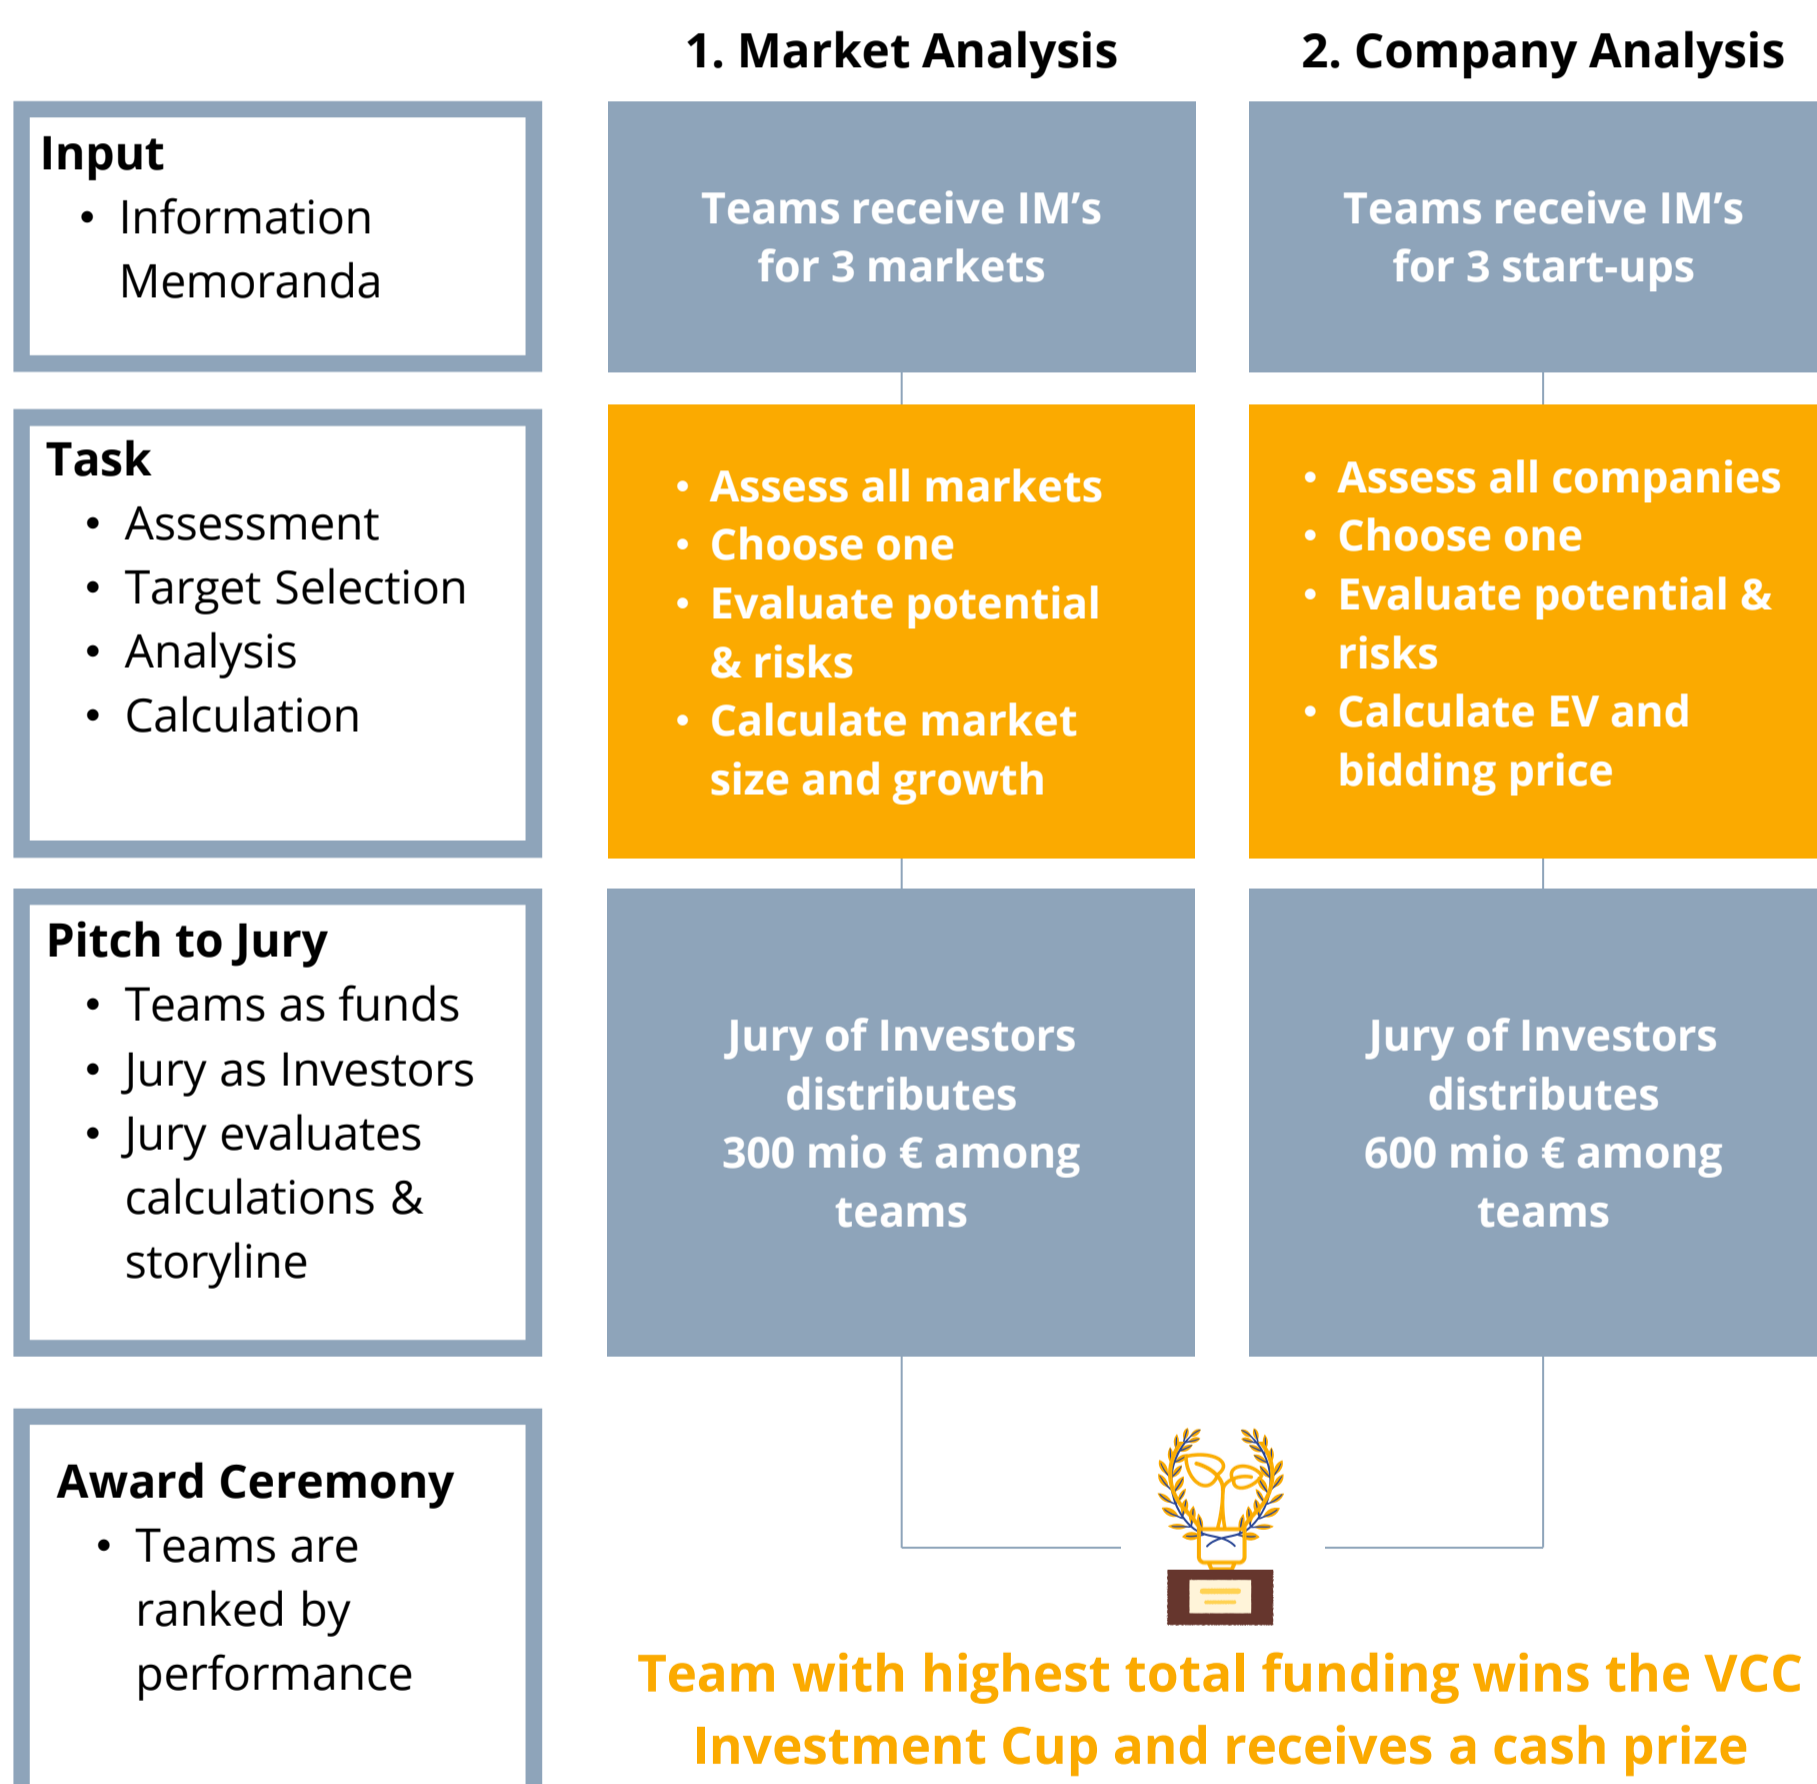 1. Market Analysis
2. Company Analysis
Input
• Information
Memoranda
Teams receive IM’s
for 3 markets
Teams receive IM’s
for 3 start-ups
Task
• Assessment
• Target Selection
• Analysis
• Calculation
• Assess all markets
• Choose one
• Evaluate potential
& risks
• Calculate market
size and growth
• Assess all companies
• Choose one
• Evaluate potential &
risks
• Calculate EV and
bidding price
Pitch to Jury
• Teams as funds
• Jury as Investors
• Jury evaluates
calculations &
storyline
Jury of Investors
distributes
300 mio € among
teams
Jury of Investors
distributes
600 mio € among
teams
Award Ceremony
• Teams are
ranked by
performance
Team with highest total funding wins the VCC
Investment Cup and receives a cash prize